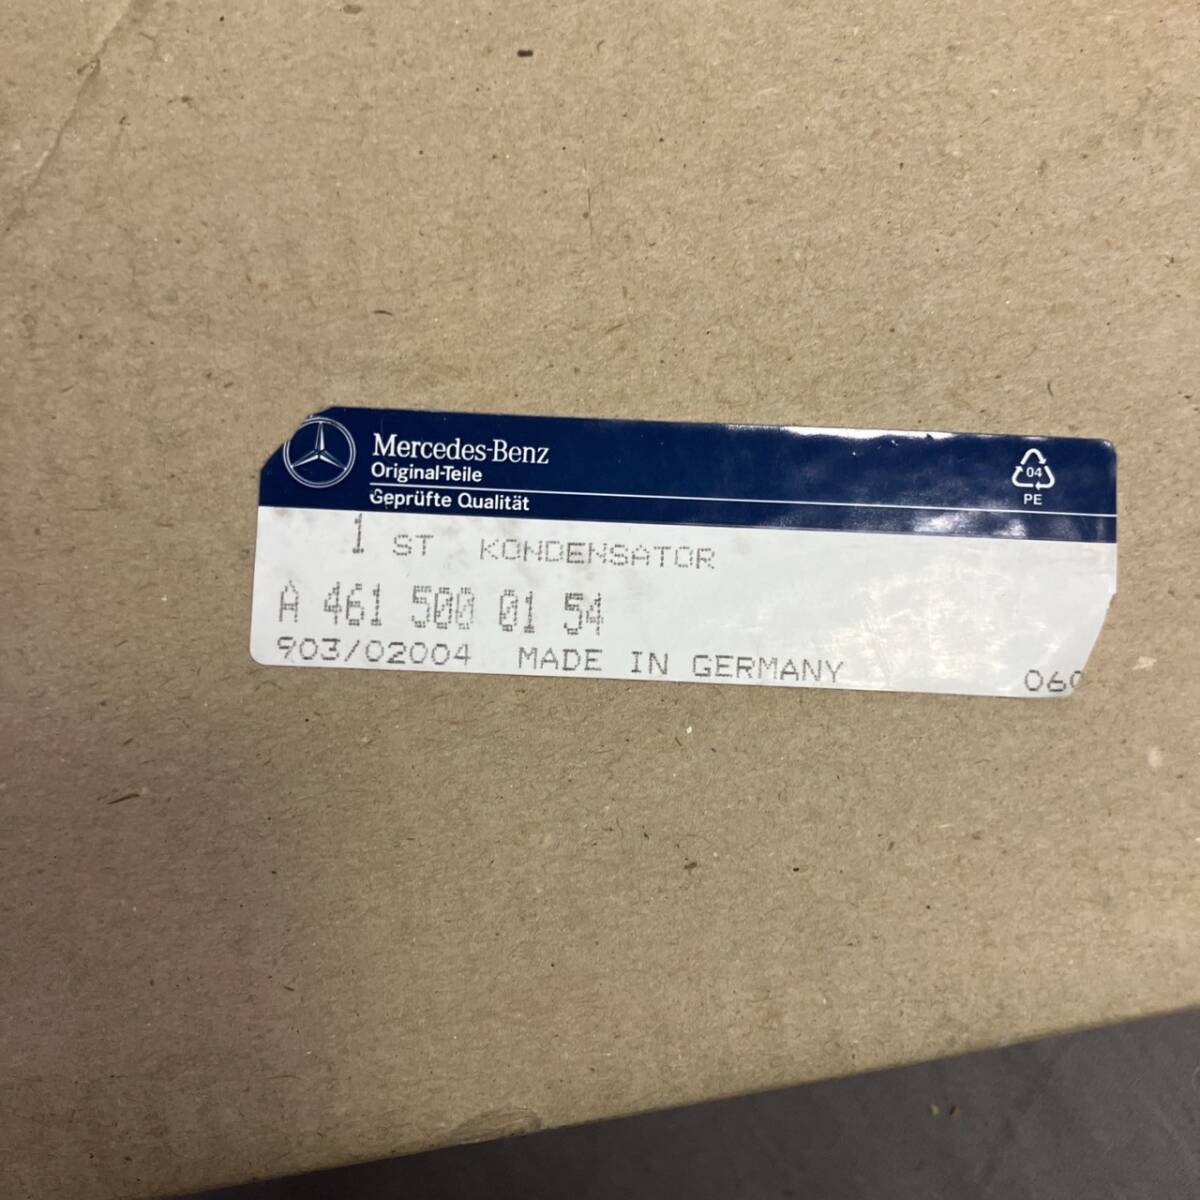 Mercedes-Benz
Original-Teile
Geprüfte Qualität
04
PE
1 ST KONDENSATOR
A 461 500 01 54
903/02004 MADE IN GERMANY